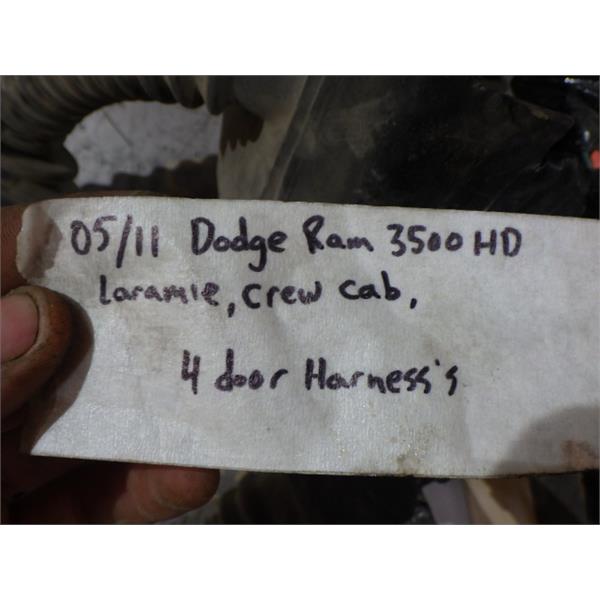 05/11 Dodge Ram 3500 HD
Laramie, crew cab,
4 door Harness's